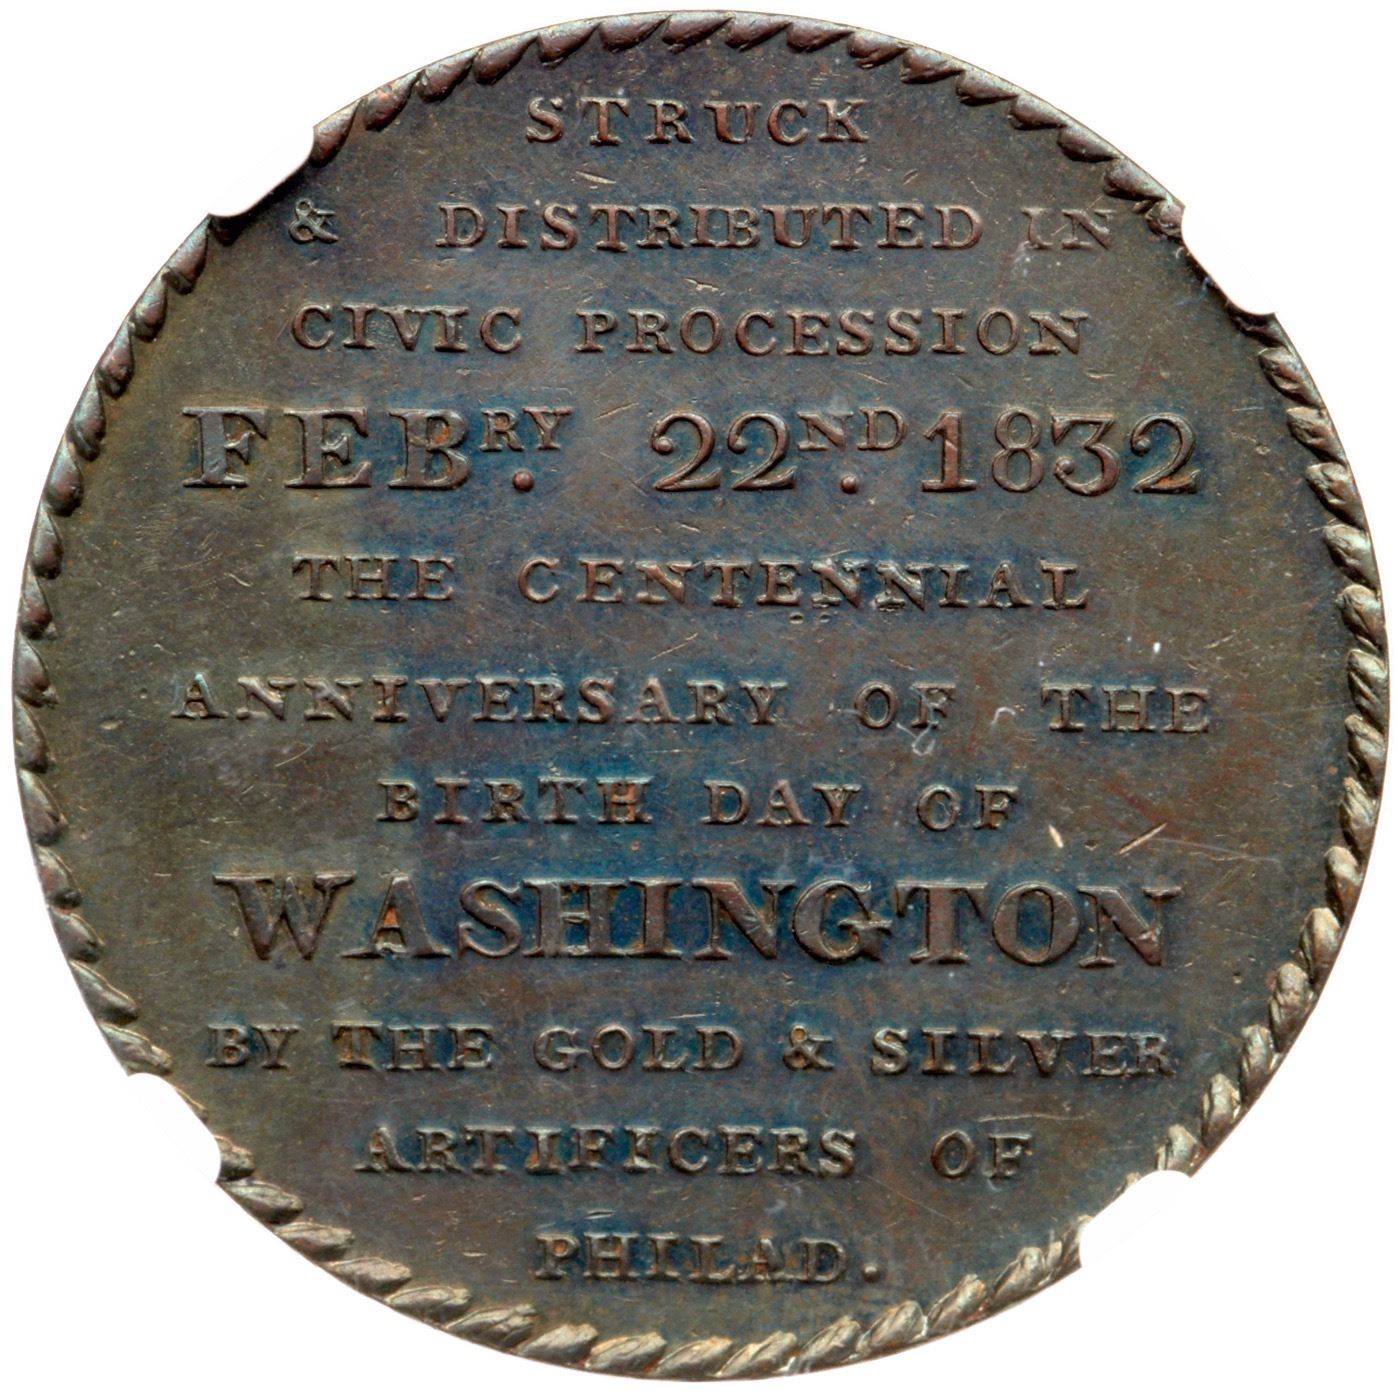 STRUCK
& DISTRIBUTED IN
CIVIC PROCESSION
FEBRY. 22ND. 1832
THE CENTENNIAL
ANNIVERSARY OF THE
BIRTH DAY OF
WASHINGTON
BY THE GOLD & SILVER
ARTIFICERS OF
PHILAD.